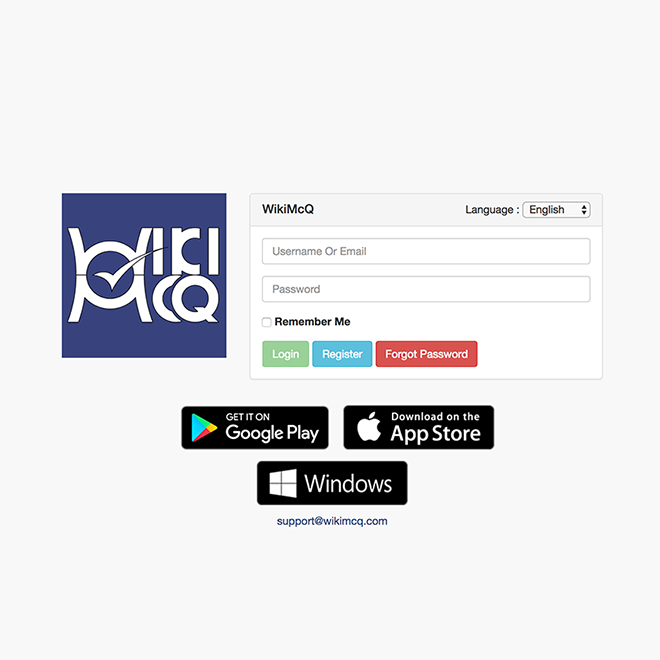 WIKI
McQ
WikiMcQ
Language : English
Username Or Email
Password
Remember Me
Login Register Forgot Password
GET IT ON
Google Play
Download on the
App Store
Windows
support@wikimcq.com